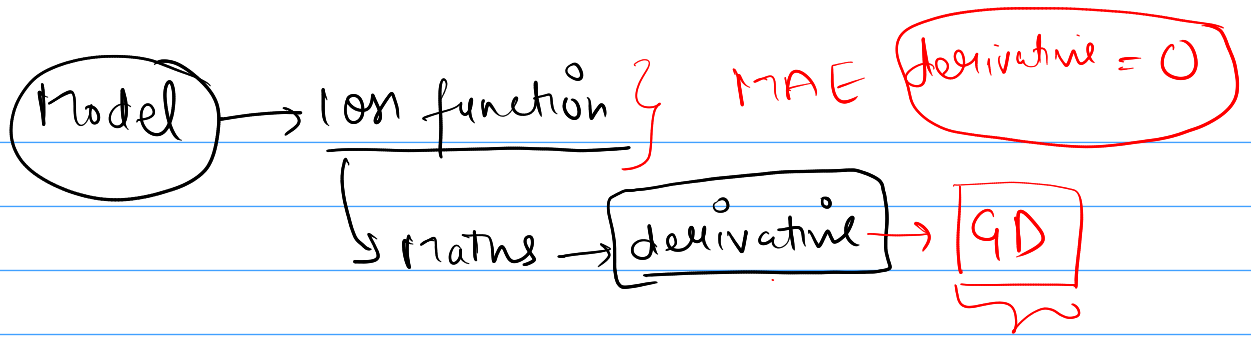 Model → loss function } MAE derivative = 0
↳ Maths → derivative → GD